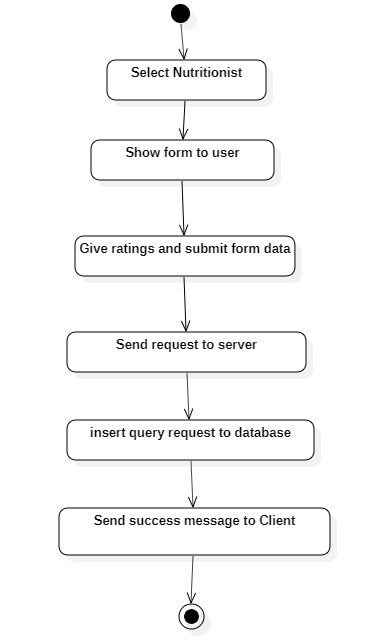 Select Nutritionist
Show form to user
Give ratings and submit form data
Send request to server
insert query request to database
Send success message to Client